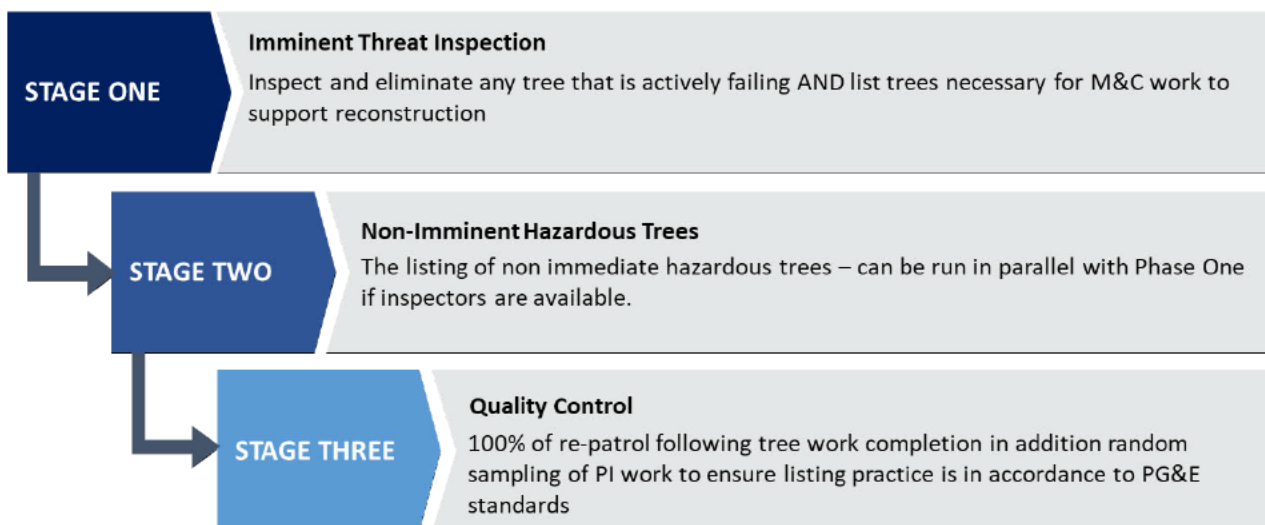 STAGE ONE
Imminent Threat Inspection
Inspect and eliminate any tree that is actively failing AND list trees necessary for M&C work to
support reconstruction
STAGE TWO
Non-Imminent Hazardous Trees
The listing of non immediate hazardous trees – can be run in parallel with Phase One
if inspectors are available.
STAGE THREE
Quality Control
100% of re-patrol following tree work completion in addition random
sampling of PI work to ensure listing practice is in accordance to PG&E
standards